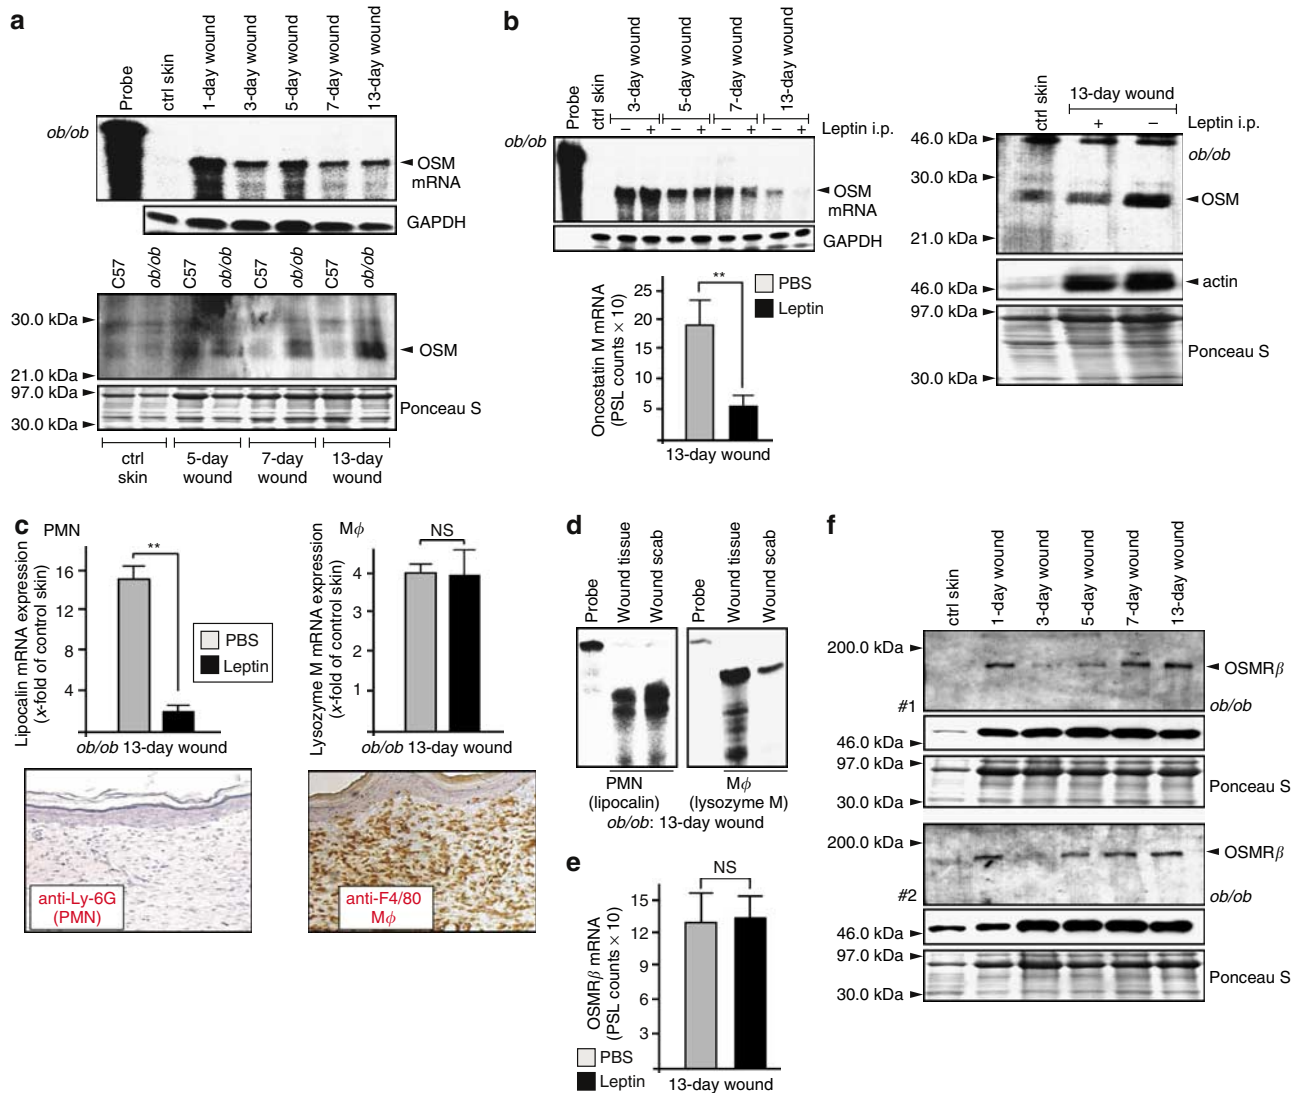 a
Probe
ctrl skin
1-day wound
3-day wound
5-day wound
7-day wound
13-day wound
ob/ob
OSM
mRNA
GAPDH
C57
ob/ob
C57
ob/ob
C57
ob/ob
C57
ob/ob
30.0 kDa
OSM
21.0 kDa
97.0 kDa
Ponceau S
30.0 kDa
ctrl
skin
5-day
wound
7-day
wound
13-day
wound
b
Probe
ctrl skin
3-day wound
5-day wound
7-day wound
13-day wound
− + − + − + − +
Leptin i.p.
ob/ob
OSM
mRNA
GAPDH
Oncostatin M mRNA
(PSL counts × 10)
25
20
15
10
5
**
PBS
Leptin
13-day wound
ctrl skin
13-day wound
+ −
Leptin i.p.
46.0 kDa
ob/ob
30.0 kDa
OSM
21.0 kDa
46.0 kDa
actin
97.0 kDa
Ponceau S
30.0 kDa
c
PMN
Lipocalin mRNA expression
(x-fold of control skin)
16
12
8
4
**
PBS
Leptin
ob/ob 13-day wound
Mϕ
Lysozyme M mRNA expression
(x-fold of control skin)
4
3
2
1
NS
ob/ob 13-day wound
anti-Ly-6G
(PMN)
anti-F4/80
Mϕ
d
Probe
Wound tissue
Wound scab
Probe
Wound tissue
Wound scab
PMN
(lipocalin)
Mϕ
(lysozyme M)
ob/ob: 13-day wound
e
OSMRβ mRNA
(PSL counts × 10)
15
12
9
6
3
NS
PBS
Leptin
13-day wound
f
ctrl skin
1-day wound
3-day wound
5-day wound
7-day wound
13-day wound
200.0 kDa
OSMRβ
#1
ob/ob
46.0 kDa
97.0 kDa
Ponceau S
30.0 kDa
200.0 kDa
OSMRβ
#2
ob/ob
46.0 kDa
97.0 kDa
Ponceau S
30.0 kDa